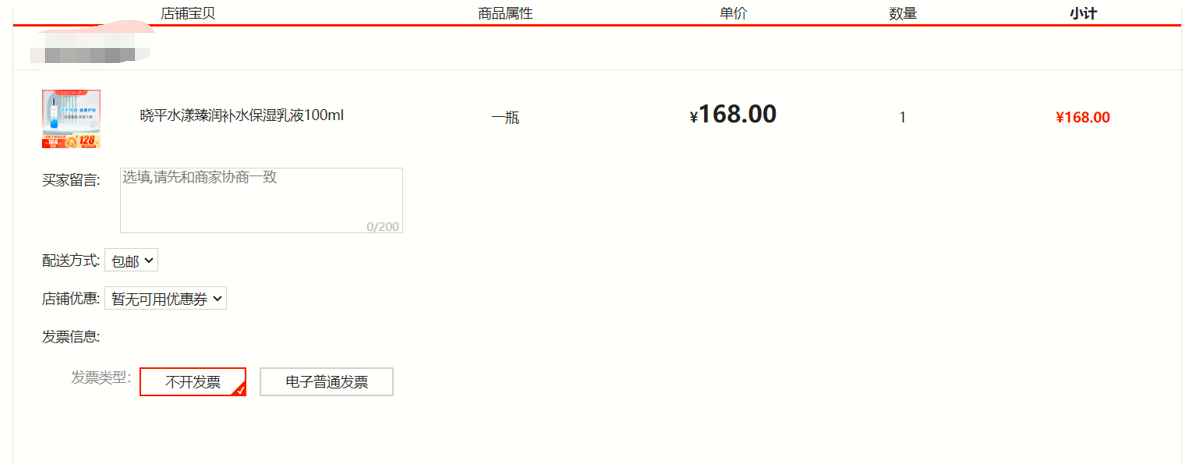 店铺宝贝 商品属性 单价 数量 小计
晓平水漾臻润补水保湿乳液100ml 一瓶 ¥168.00 1 ¥168.00
128
买家留言: 选填,请先和商家协商一致
0/200
配送方式: 包邮
店铺优惠: 暂无可用优惠券
发票信息:
发票类型: 不开发票 电子普通发票